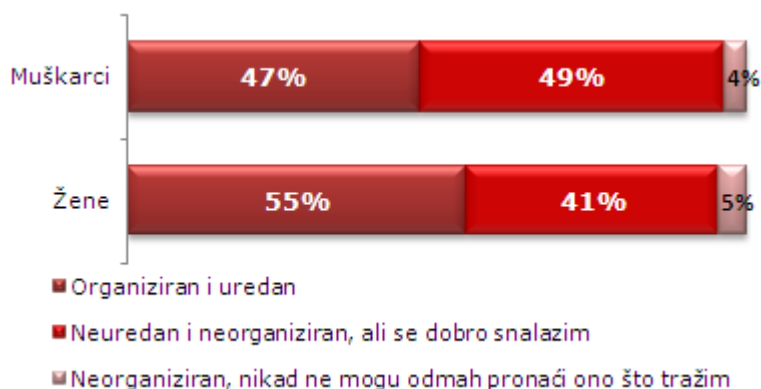 Muškarci 47% 49% 4%
Žene 55% 41% 5%
Organiziran i uredan
Neuredan i neorganiziran, ali se dobro snalazim
Neorganiziran, nikad ne mogu odmah pronaći ono što tražim